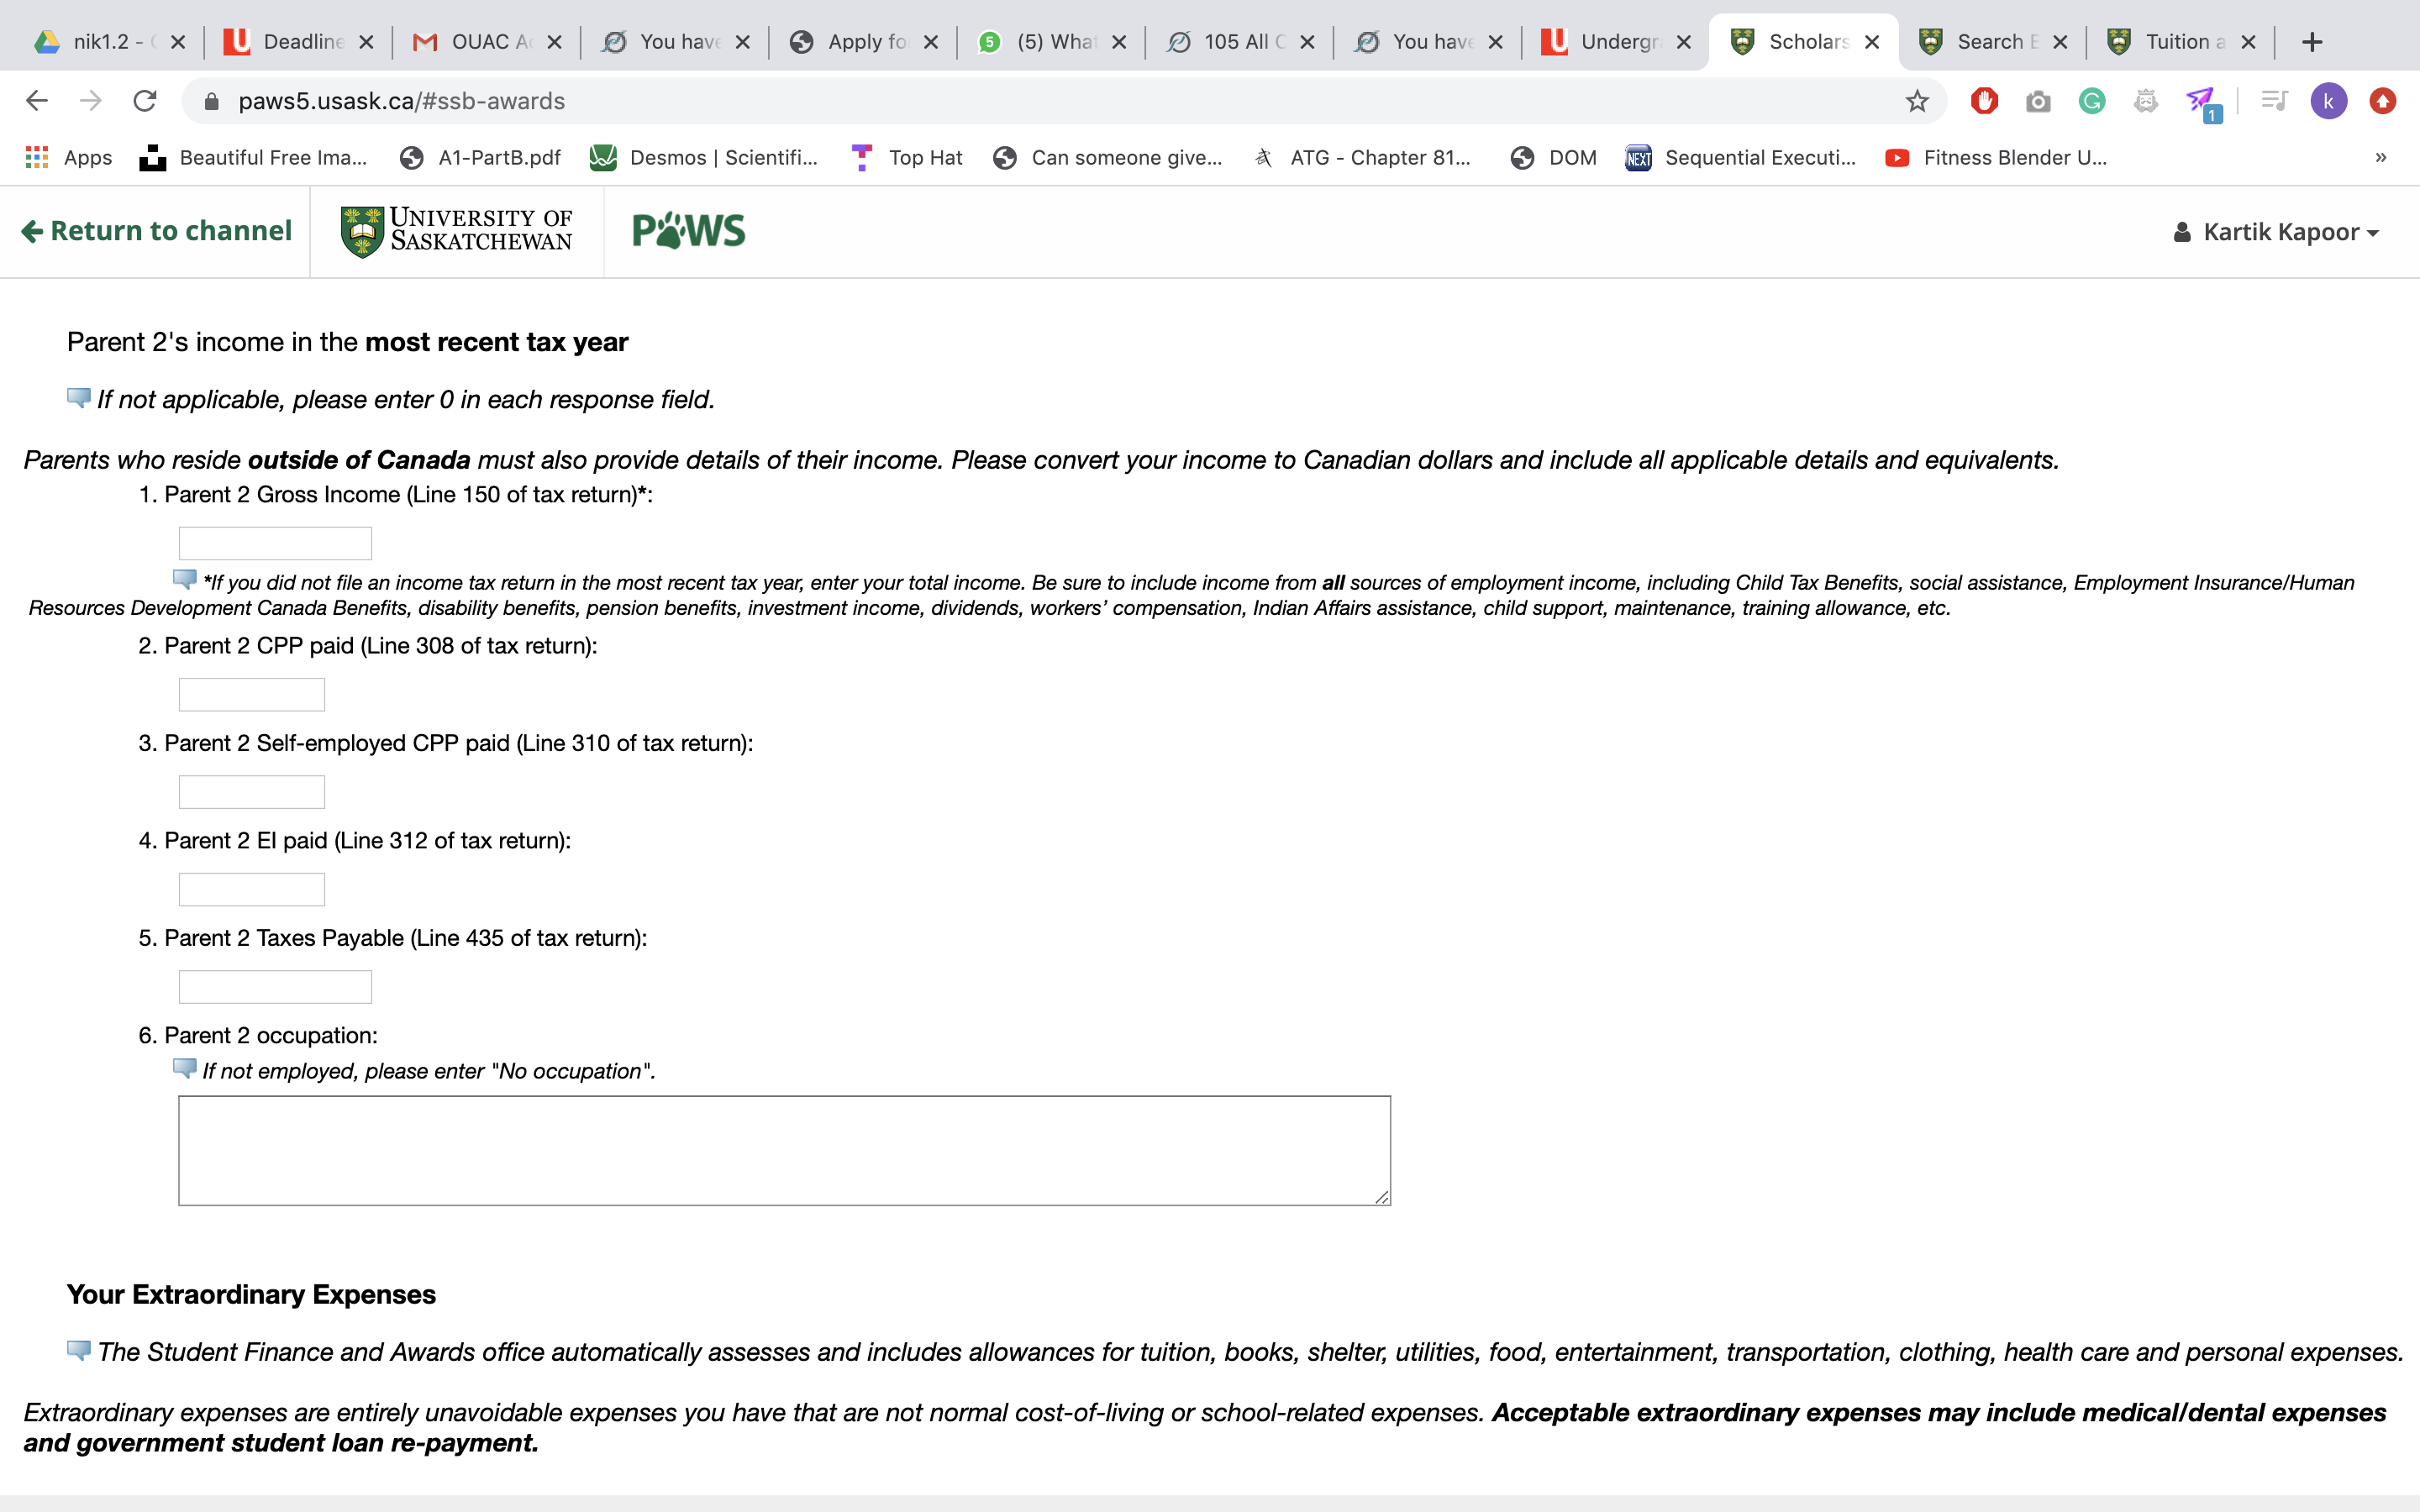 nik1.2 -
Deadline
OUAC A
You have
Apply fo
5
(5) What
105 All C
You have
Undergr
Scholars
Search E
Tuition a
paws5.usask.ca/#ssb-awards
1
k
Apps
Beautiful Free Ima...
A1-PartB.pdf
Desmos | Scientifi...
Top Hat
Can someone give...
ATG - Chapter 81...
DOM
NEXT
Sequential Executi...
Fitness Blender U...
»
Return to channel
UNIVERSITY OF
SASKATCHEWAN
PAWS
Kartik Kapoor
Parent 2's income in the most recent tax year
If not applicable, please enter 0 in each response field.
Parents who reside outside of Canada must also provide details of their income. Please convert your income to Canadian dollars and include all applicable details and equivalents.
1. Parent 2 Gross Income (Line 150 of tax return)*:
*If you did not file an income tax return in the most recent tax year, enter your total income. Be sure to include income from all sources of employment income, including Child Tax Benefits, social assistance, Employment Insurance/Human
Resources Development Canada Benefits, disability benefits, pension benefits, investment income, dividends, workers’ compensation, Indian Affairs assistance, child support, maintenance, training allowance, etc.
2. Parent 2 CPP paid (Line 308 of tax return):
3. Parent 2 Self-employed CPP paid (Line 310 of tax return):
4. Parent 2 EI paid (Line 312 of tax return):
5. Parent 2 Taxes Payable (Line 435 of tax return):
6. Parent 2 occupation:
If not employed, please enter "No occupation".
Your Extraordinary Expenses
The Student Finance and Awards office automatically assesses and includes allowances for tuition, books, shelter, utilities, food, entertainment, transportation, clothing, health care and personal expenses.
Extraordinary expenses are entirely unavoidable expenses you have that are not normal cost-of-living or school-related expenses. Acceptable extraordinary expenses may include medical/dental expenses
and government student loan re-payment.